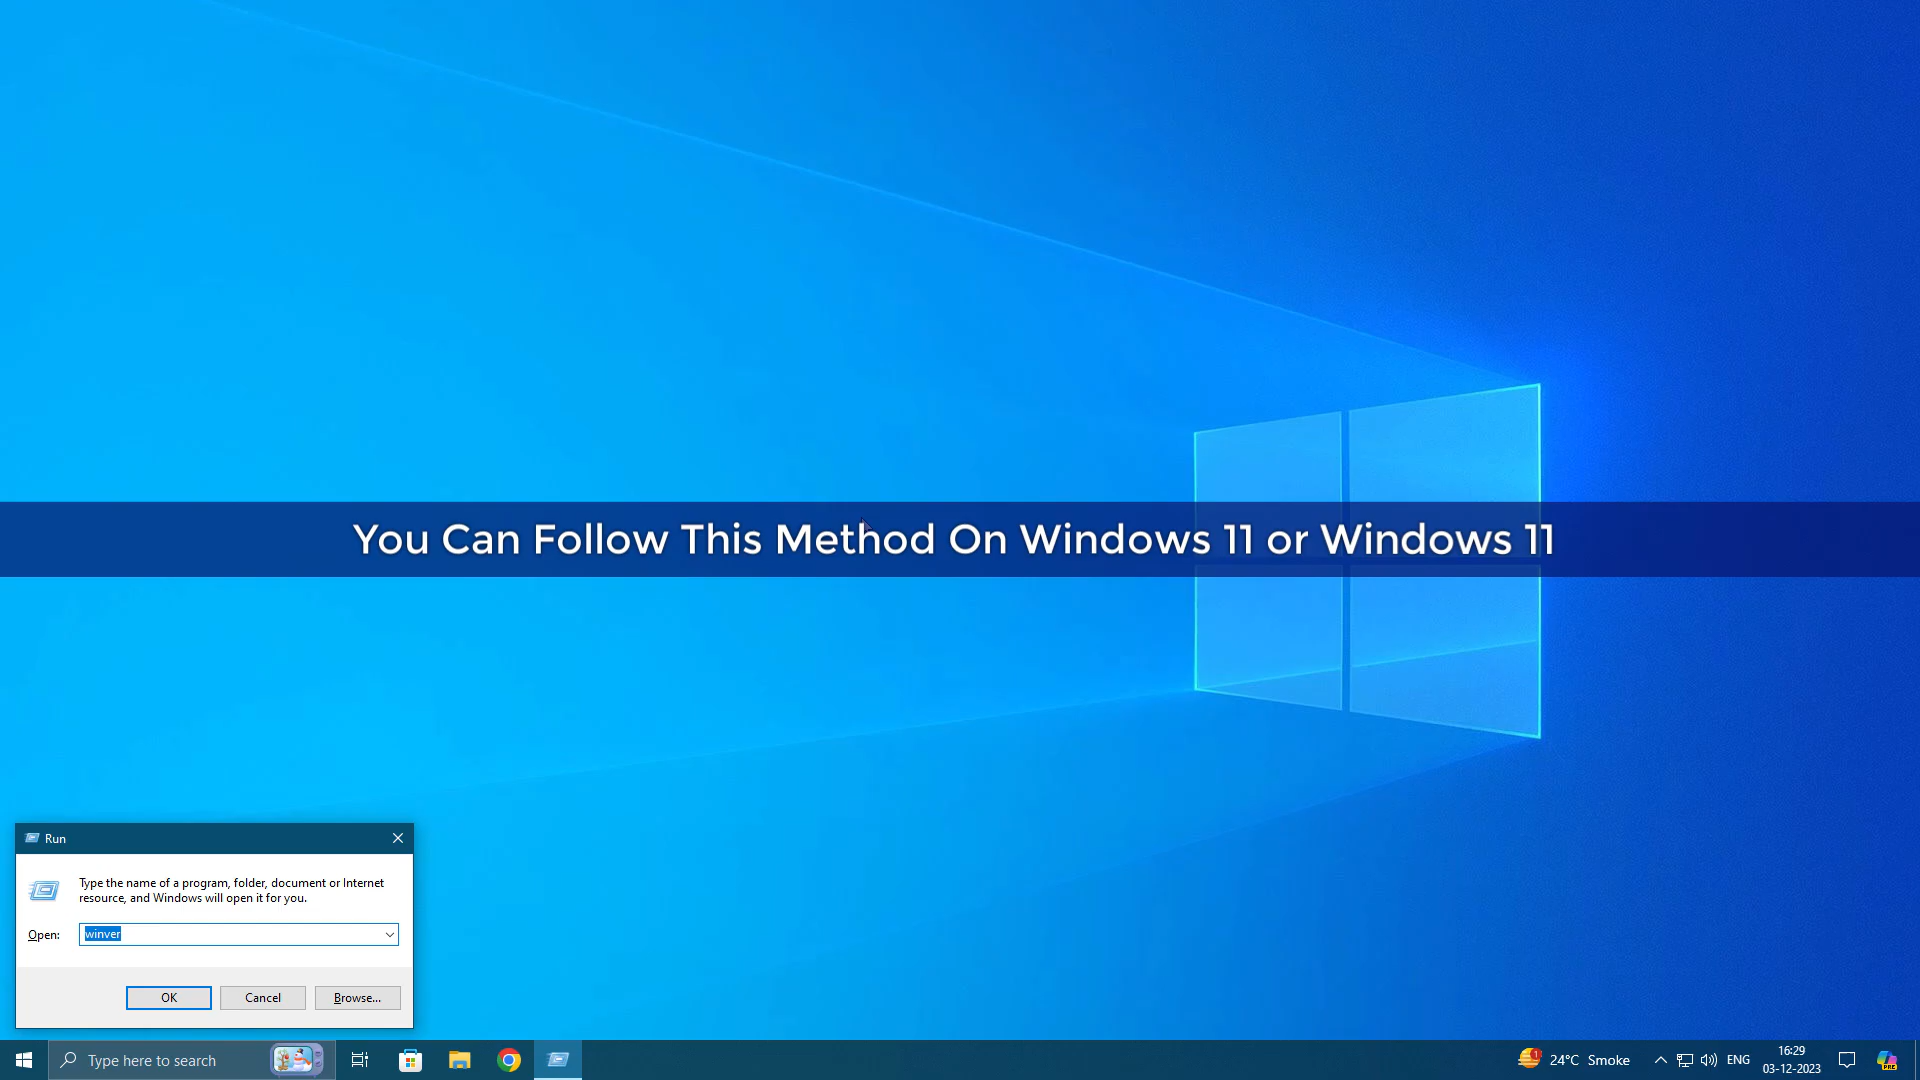 You Can Follow This Method On Windows 11 or Windows 11
Run
Type the name of a program, folder, document or Internet
resource, and Windows will open it for you.
Open: winver
OK Cancel Browse...
Type here to search
1
24°C Smoke
ENG
16:29
03-12-2023
PRE